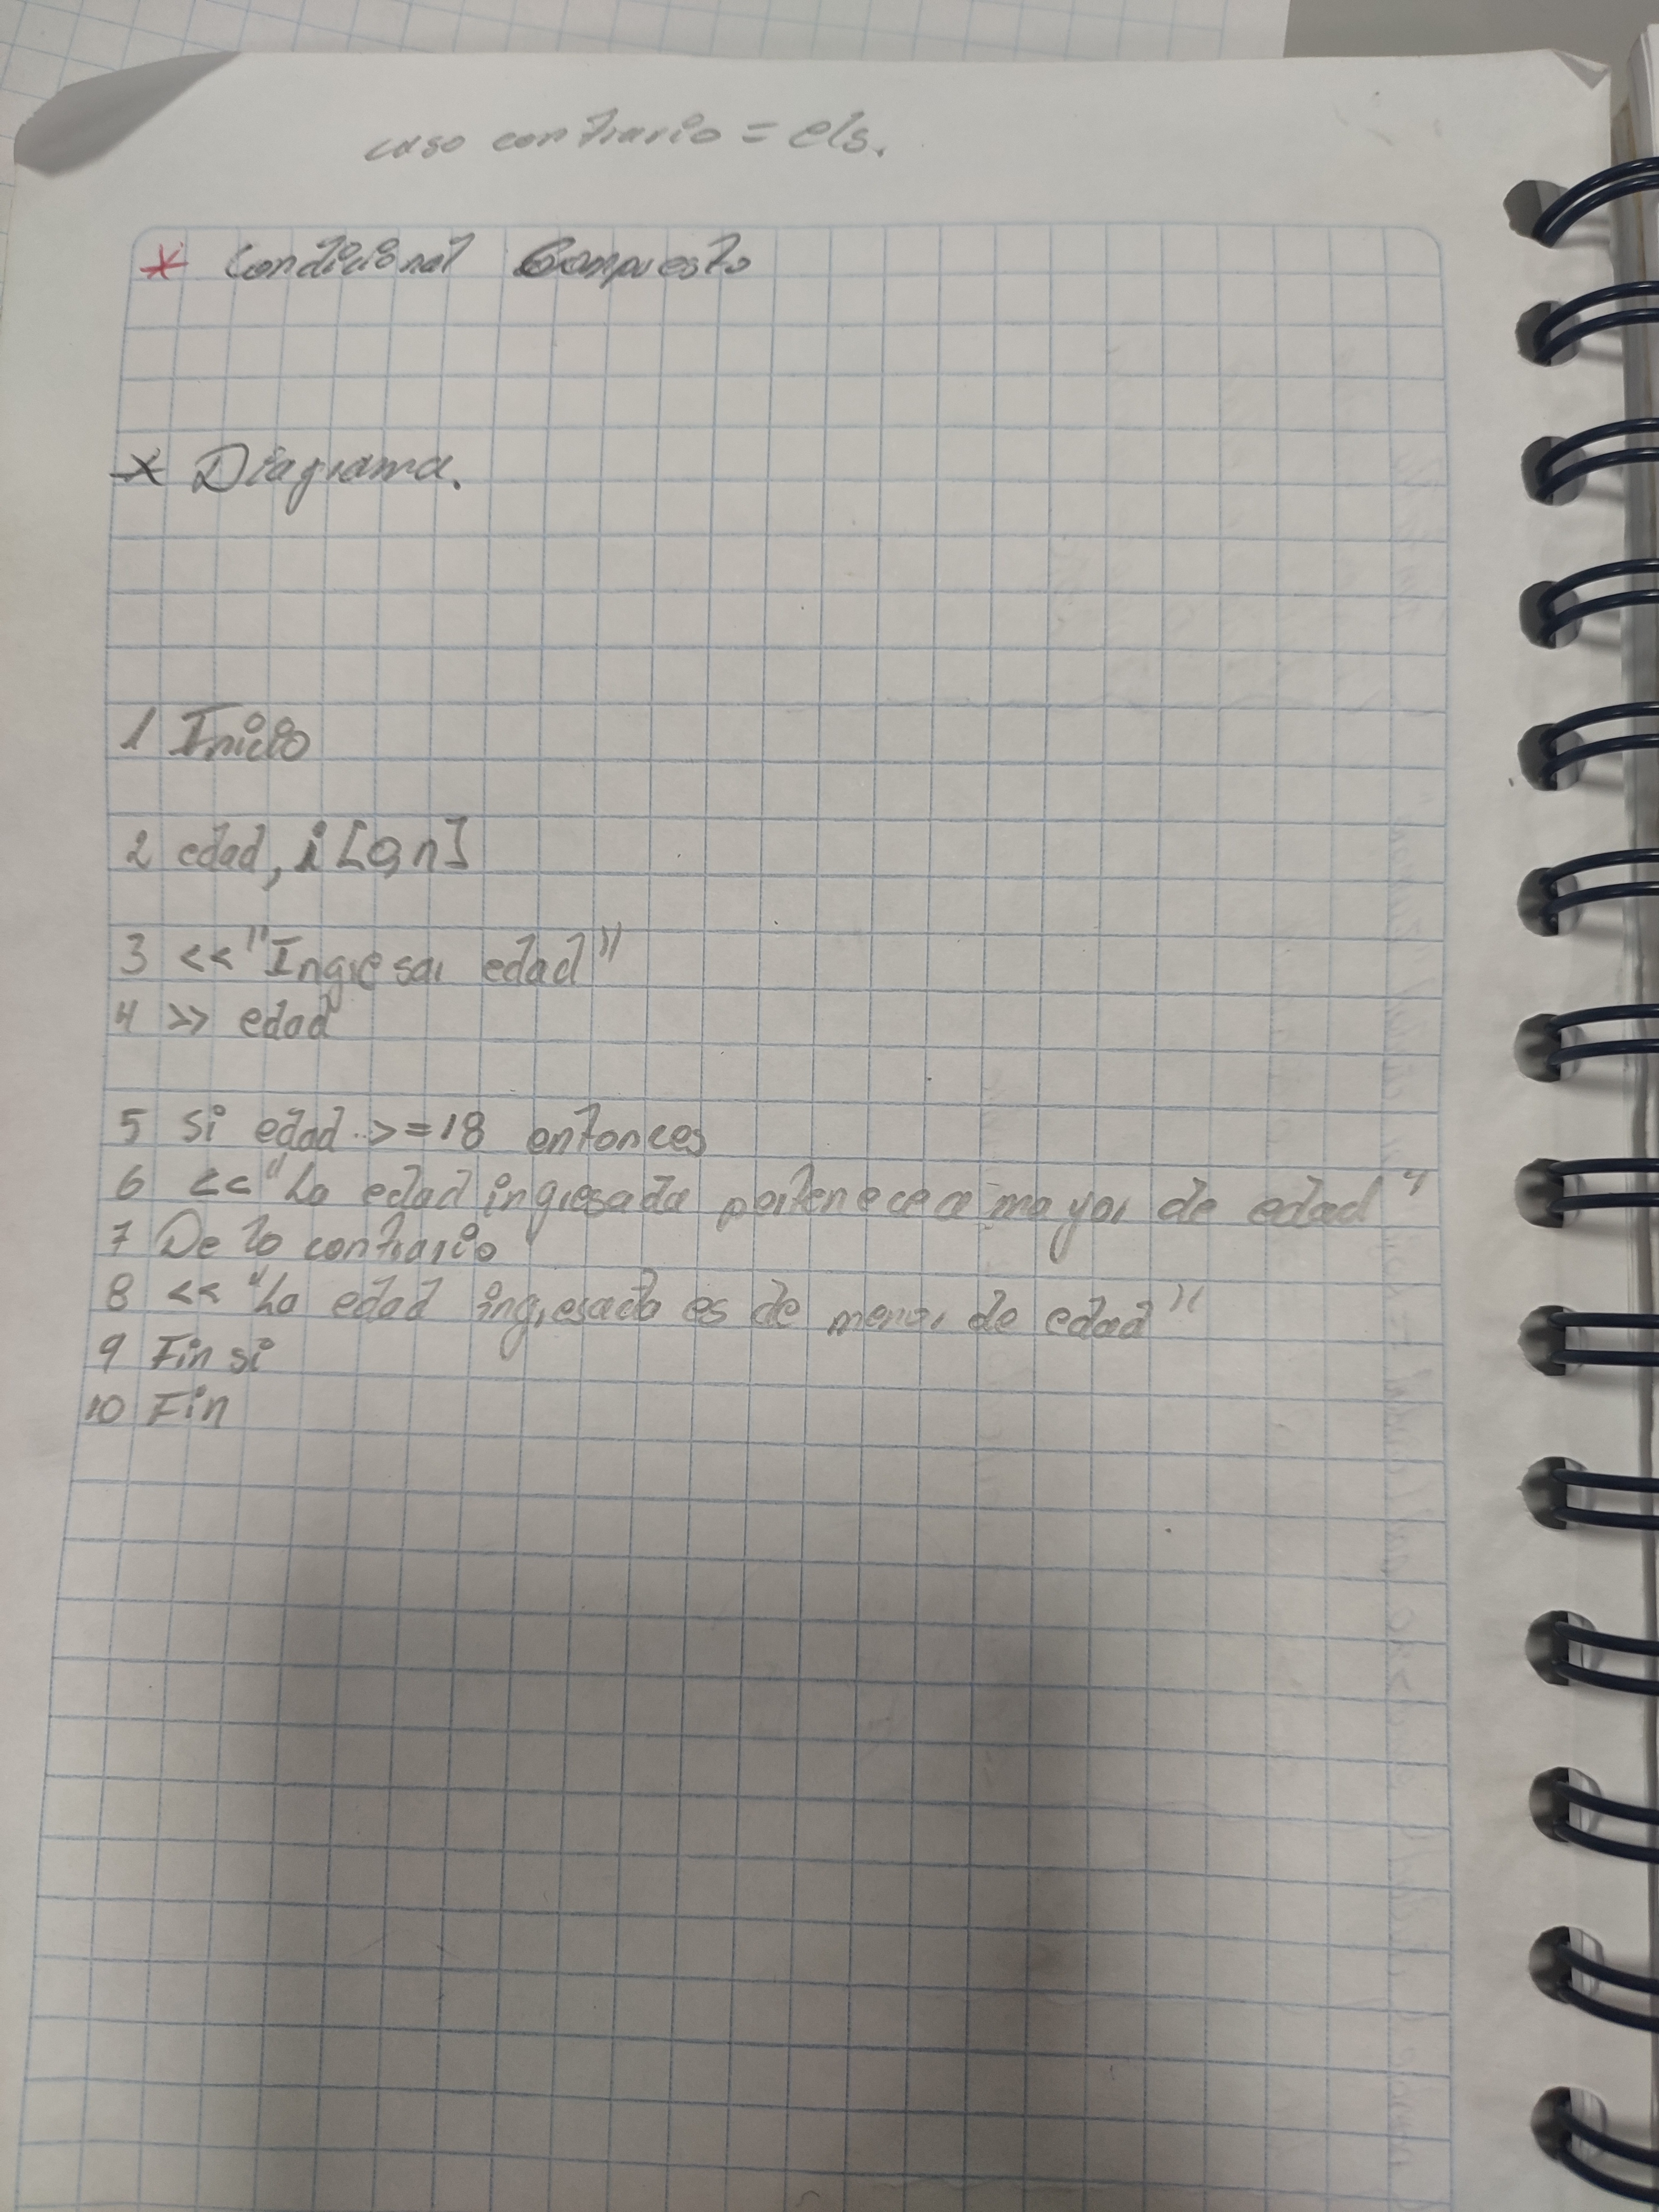 caso contrario = els.
* Condicional Compuesto
* Diagrama.
1 Inicio
2 edad, i [0,n]
3 << "Ingresar edad"
4 >> edad
5 si edad >=18 entonces
6 << "La edad ingresada pertenece a mayor de edad"
7 De lo contrario
8 << "La edad ingresada es de menor de edad"
9 Fin si
10 Fin